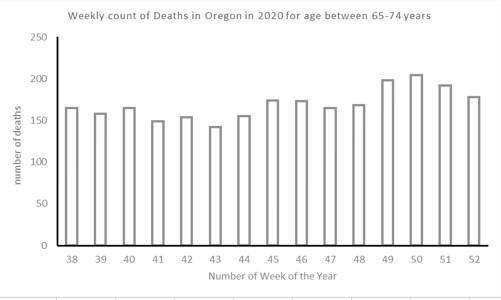 Weekly count of Deaths in Oregon in 2020 for age between 65-74 years
250
200
150
100
50
0
number of deaths
38 39 40 41 42 43 44 45 46 47 48 49 50 51 52
Number of Week of the Year